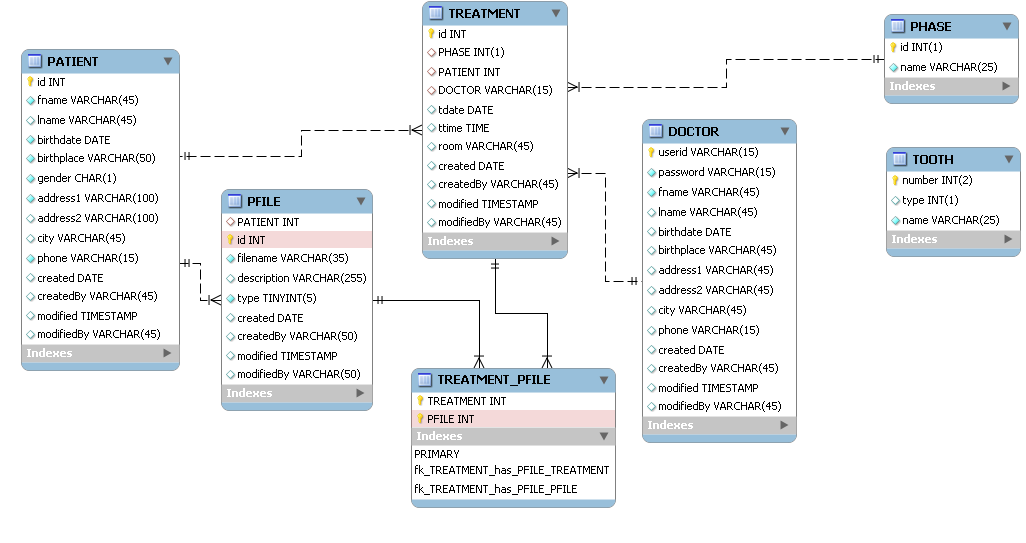 PATIENT
id INT
fname VARCHAR(45)
lname VARCHAR(45)
birthdate DATE
birthplace VARCHAR(50)
gender CHAR(1)
address1 VARCHAR(100)
address2 VARCHAR(100)
city VARCHAR(45)
phone VARCHAR(15)
created DATE
createdBy VARCHAR(45)
modified TIMESTAMP
modifiedBy VARCHAR(45)
Indexes
PFILE
PATIENT INT
id INT
filename VARCHAR(35)
description VARCHAR(255)
type TINYINT(5)
created DATE
createdBy VARCHAR(50)
modified TIMESTAMP
modifiedBy VARCHAR(50)
Indexes
TREATMENT
id INT
PHASE INT(1)
PATIENT INT
DOCTOR VARCHAR(15)
tdate DATE
ttime TIME
room VARCHAR(45)
created DATE
createdBy VARCHAR(45)
modified TIMESTAMP
modifiedBy VARCHAR(45)
Indexes
TREATMENT_PFILE
TREATMENT INT
PFILE INT
Indexes
PRIMARY
fk_TREATMENT_has_PFILE_TREATMENT
fk_TREATMENT_has_PFILE_PFILE
DOCTOR
userid VARCHAR(15)
password VARCHAR(15)
fname VARCHAR(45)
lname VARCHAR(45)
birthdate DATE
birthplace VARCHAR(45)
address1 VARCHAR(45)
address2 VARCHAR(45)
city VARCHAR(45)
phone VARCHAR(15)
created DATE
createdBy VARCHAR(45)
modified TIMESTAMP
modifiedBy VARCHAR(45)
Indexes
PHASE
id INT(1)
name VARCHAR(25)
Indexes
TOOTH
number INT(2)
type INT(1)
name VARCHAR(25)
Indexes